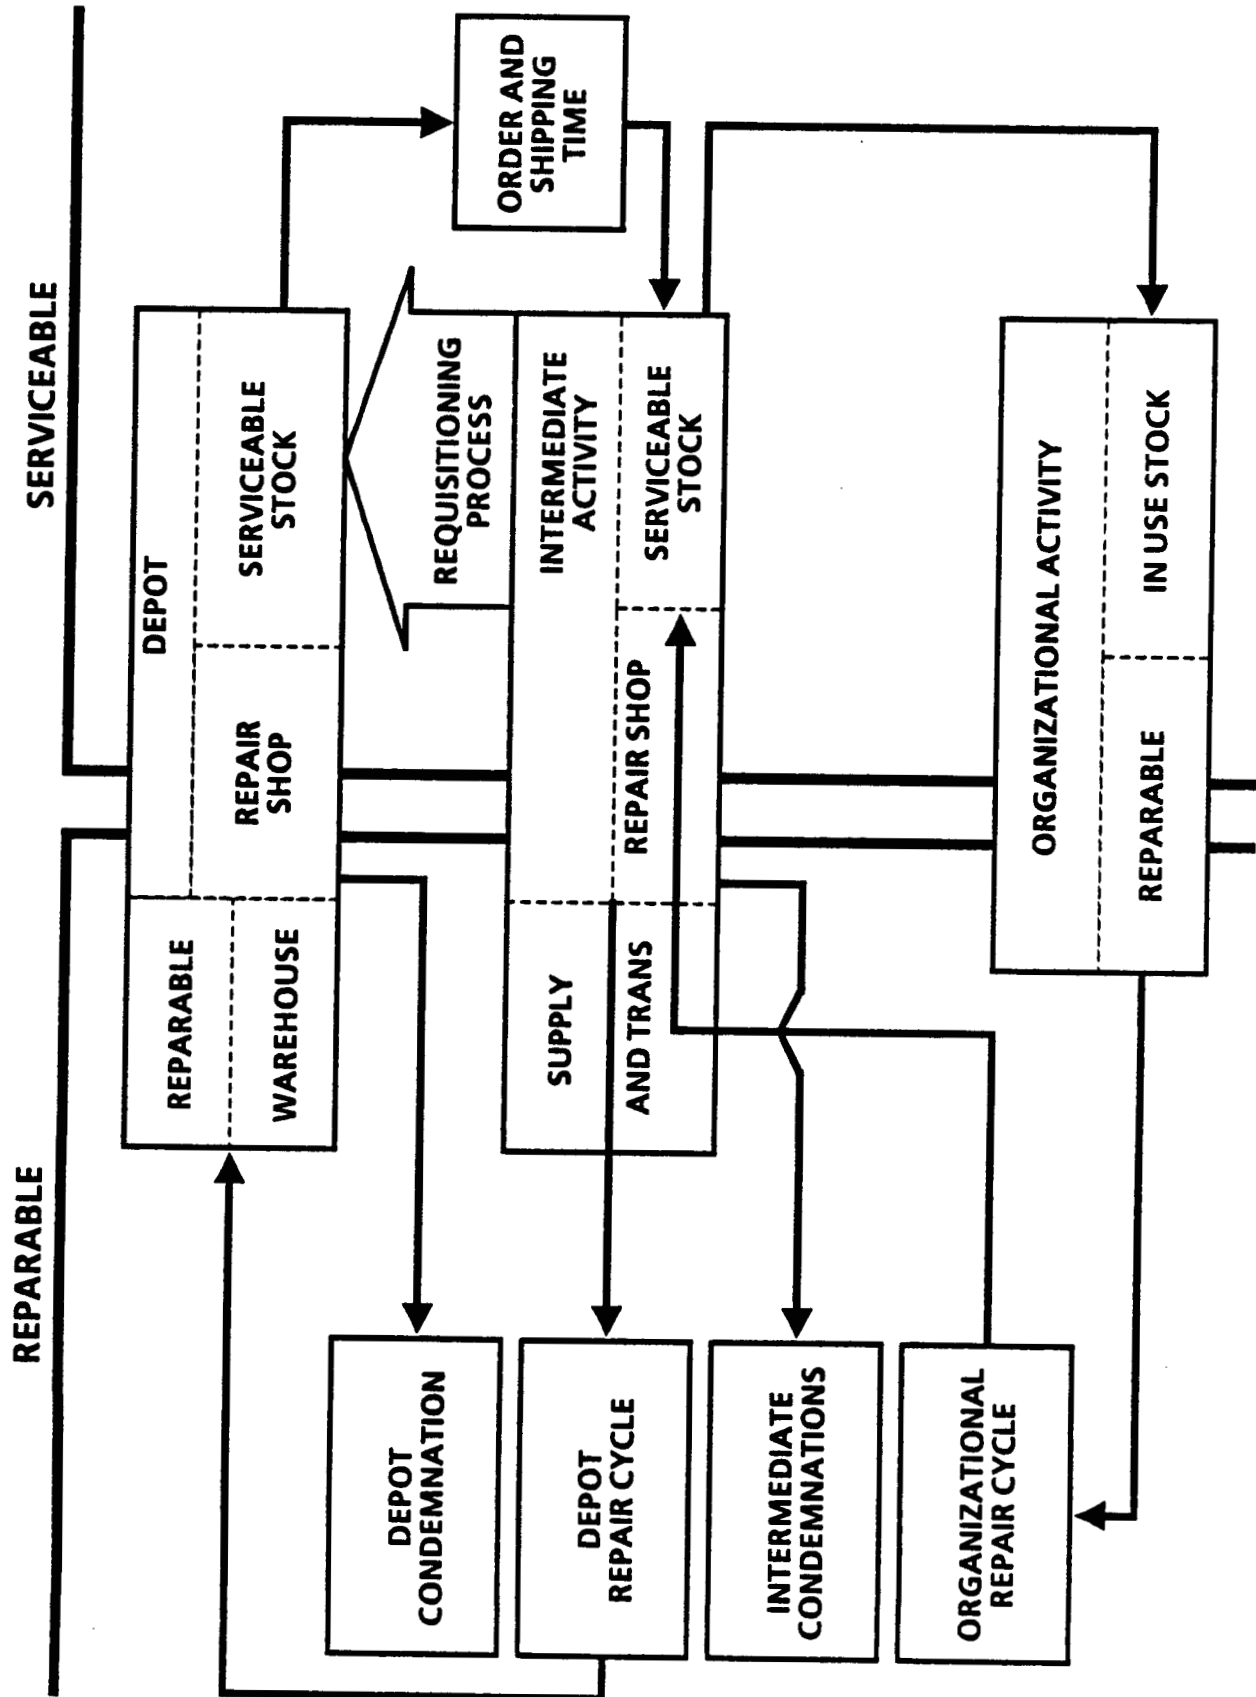 REPARABLE
SERVICEABLE
REPARABLE
WAREHOUSE
DEPOT
REPAIR
SHOP
SERVICEABLE
STOCK
ORDER AND
SHIPPING
TIME
DEPOT
CONDEMNATION
REQUISITIONING
PROCESS
DEPOT
REPAIR CYCLE
SUPPLY
AND TRANS
INTERMEDIATE
ACTIVITY
REPAIR SHOP
SERVICEABLE
STOCK
INTERMEDIATE
CONDEMNATIONS
ORGANIZATIONAL
REPAIR CYCLE
ORGANIZATIONAL ACTIVITY
REPARABLE
IN USE STOCK